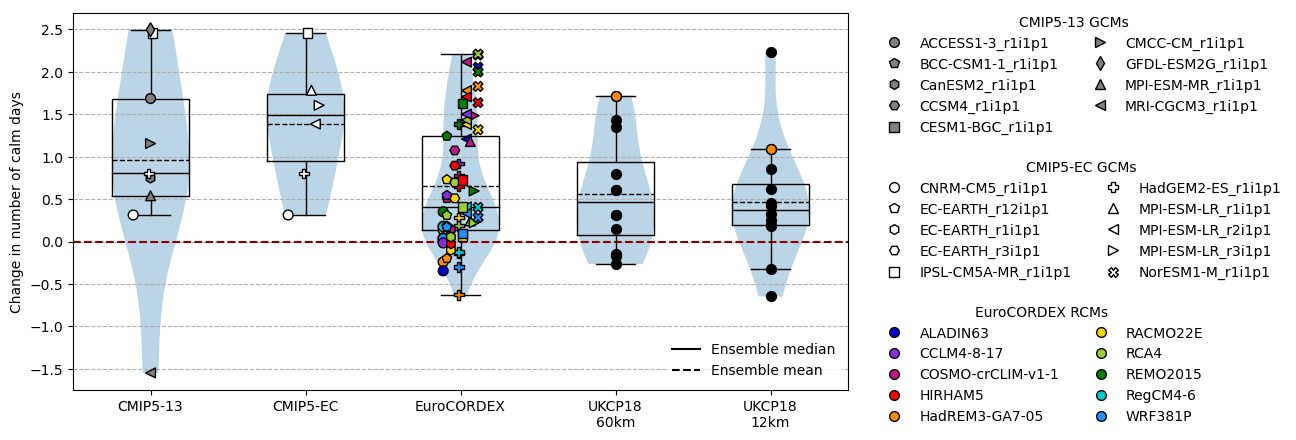 Change in number of calm days
2.5
2.0
1.5
1.0
0.5
0.0
−0.5
−1.0
−1.5
CMIP5-13
CMIP5-EC
EuroCORDEX
UKCP18
60km
UKCP18
12km
Ensemble median
Ensemble mean
CMIP5-13 GCMs
ACCESS1-3_r1i1p1
BCC-CSM1-1_r1i1p1
CanESM2_r1i1p1
CCSM4_r1i1p1
CESM1-BGC_r1i1p1
CMCC-CM_r1i1p1
GFDL-ESM2G_r1i1p1
MPI-ESM-MR_r1i1p1
MRI-CGCM3_r1i1p1
CMIP5-EC GCMs
CNRM-CM5_r1i1p1
EC-EARTH_r12i1p1
EC-EARTH_r1i1p1
EC-EARTH_r3i1p1
IPSL-CM5A-MR_r1i1p1
HadGEM2-ES_r1i1p1
MPI-ESM-LR_r1i1p1
MPI-ESM-LR_r2i1p1
MPI-ESM-LR_r3i1p1
NorESM1-M_r1i1p1
EuroCORDEX RCMs
ALADIN63
CCLM4-8-17
COSMO-crCLIM-v1-1
HIRHAM5
HadREM3-GA7-05
RACMO22E
RCA4
REMO2015
RegCM4-6
WRF381P